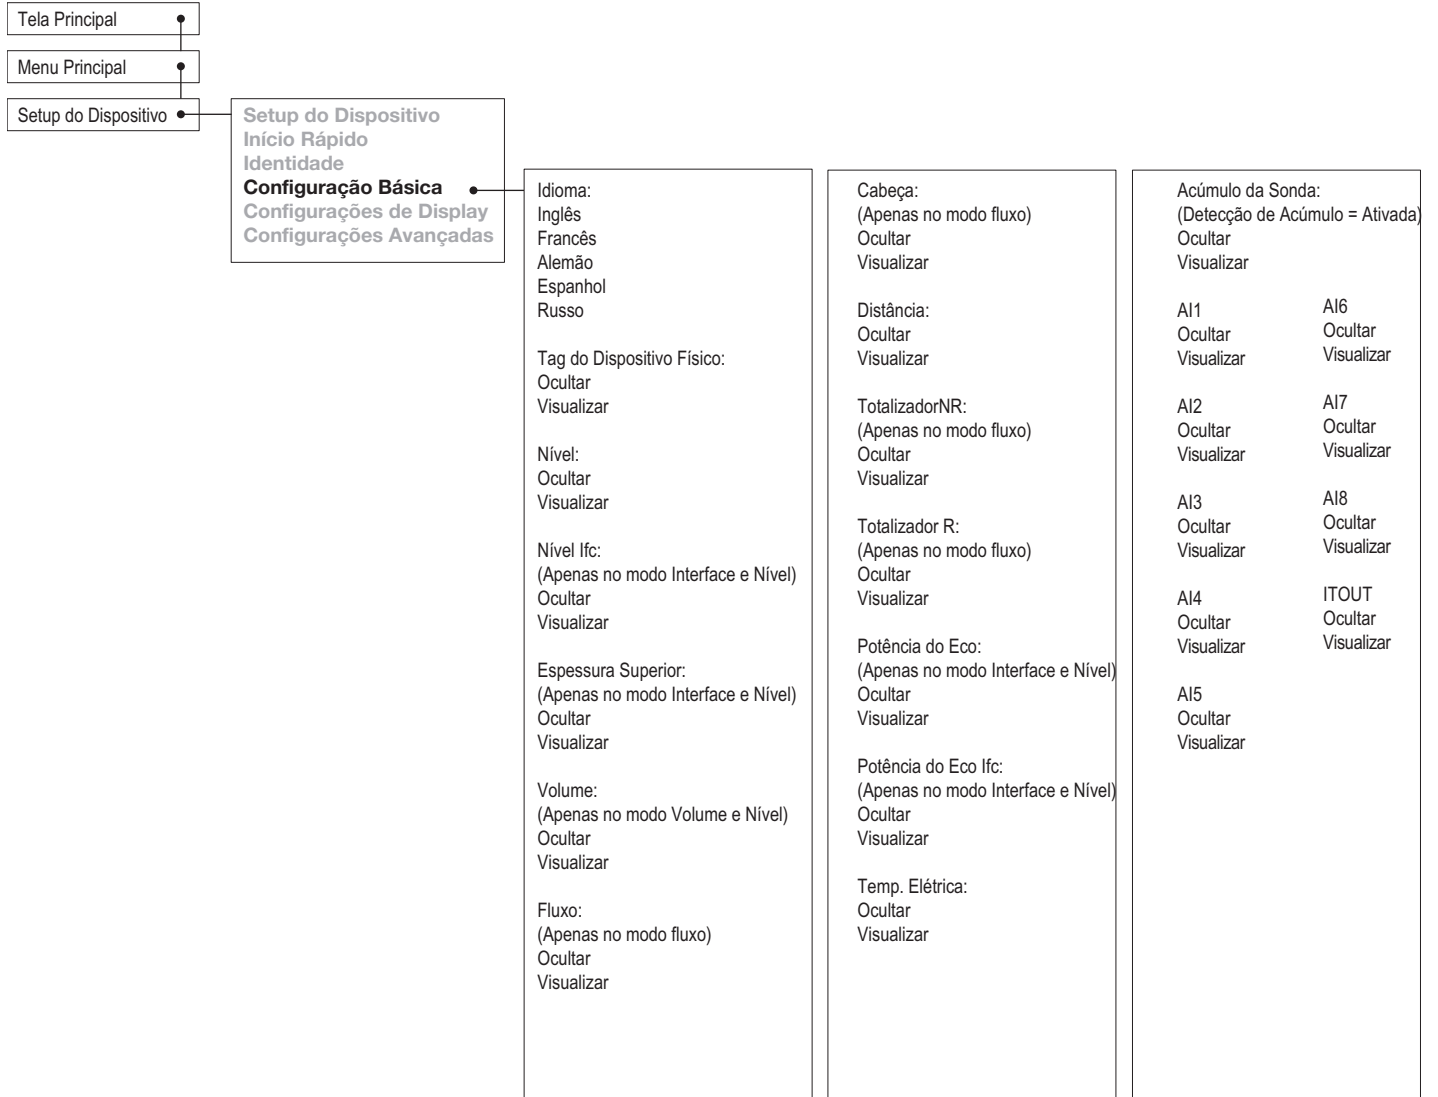 Tela Principal
Menu Principal
Setup do Dispositivo
Setup do Dispositivo
Início Rápido
Identidade
Configuração Básica
Configurações de Display
Configurações Avançadas
Idioma:
Inglês
Francês
Alemão
Espanhol
Russo
Tag do Dispositivo Físico:
Ocultar
Visualizar
Nível:
Ocultar
Visualizar
Nível Ifc:
(Apenas no modo Interface e Nível)
Ocultar
Visualizar
Espessura Superior:
(Apenas no modo Interface e Nível)
Ocultar
Visualizar
Volume:
(Apenas no modo Volume e Nível)
Ocultar
Visualizar
Fluxo:
(Apenas no modo fluxo)
Ocultar
Visualizar
Cabeça:
(Apenas no modo fluxo)
Ocultar
Visualizar
Distância:
Ocultar
Visualizar
TotalizadorNR:
(Apenas no modo fluxo)
Ocultar
Visualizar
Totalizador R:
(Apenas no modo fluxo)
Ocultar
Visualizar
Potência do Eco:
(Apenas no modo Interface e Nível)
Ocultar
Visualizar
Potência do Eco Ifc:
(Apenas no modo Interface e Nível)
Ocultar
Visualizar
Temp. Elétrica:
Ocultar
Visualizar
Acúmulo da Sonda:
(Detecção de Acúmulo = Ativada)
Ocultar
Visualizar
AI1
Ocultar
Visualizar
AI2
Ocultar
Visualizar
AI3
Ocultar
Visualizar
AI4
Ocultar
Visualizar
AI5
Ocultar
Visualizar
AI6
Ocultar
Visualizar
AI7
Ocultar
Visualizar
AI8
Ocultar
Visualizar
ITOUT
Ocultar
Visualizar